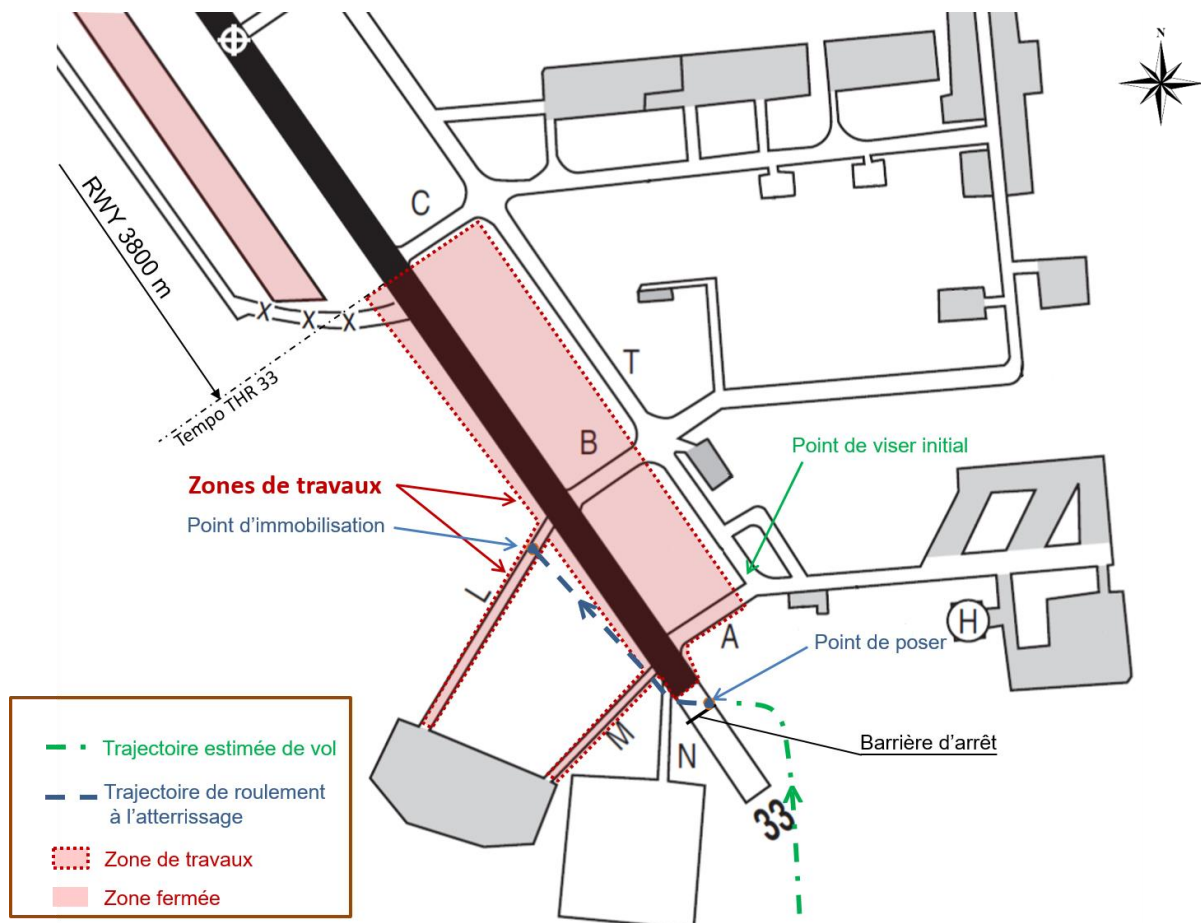 N
C
RWY 3800 m
X X X
Tempo THR 33
T
B
Point de viser initial
Zones de travaux
Point d'immobilisation
L
A
H
Point de poser
M
N
Barrière d'arrêt
33
Trajectoire estimée de vol
Trajectoire de roulement
à l'atterrissage
Zone de travaux
Zone fermée